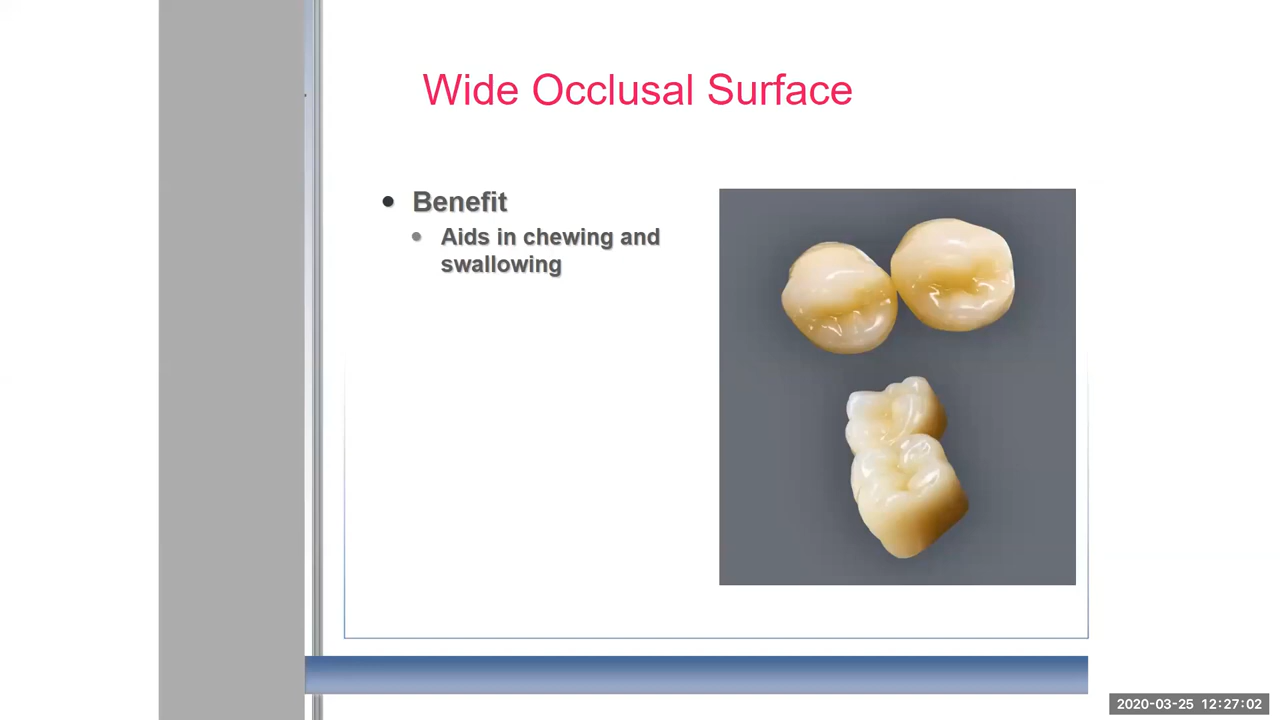 Wide Occlusal Surface
Benefit
Aids in chewing and
swallowing
2020-03-25 12:27:02